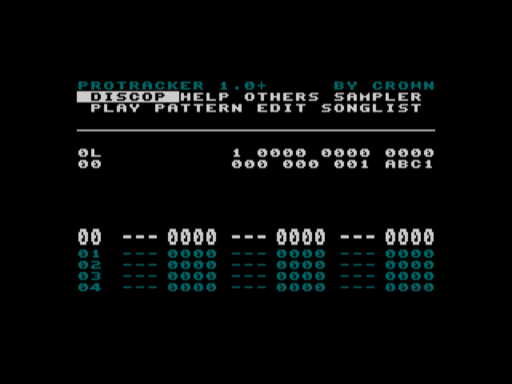 PROTRACKER 1.0+ BY CROWN
DISCOP HELP OTHERS SAMPLER
PLAY PATTERN EDIT SONGLIST
0L 1 0000 0000 0000
00 000 000 001 ABC1
00 --- 0000 --- 0000 --- 0000
01 --- 0000 --- 0000 --- 0000
02 --- 0000 --- 0000 --- 0000
03 --- 0000 --- 0000 --- 0000
04 --- 0000 --- 0000 --- 0000